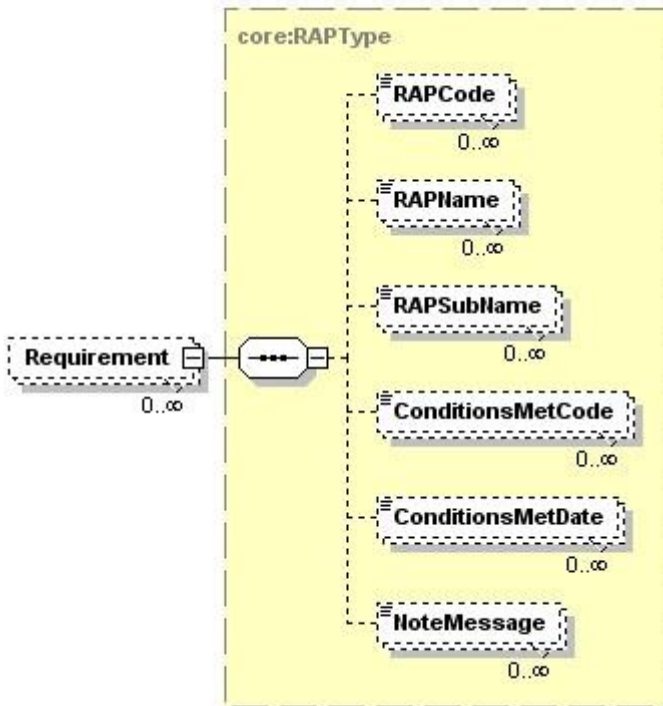 core:RAPType
RAPCode
0..∞
RAPName
0..∞
RAPSubName
0..∞
Requirement
0..∞
ConditionsMetCode
0..∞
ConditionsMetDate
0..∞
NoteMessage
0..∞